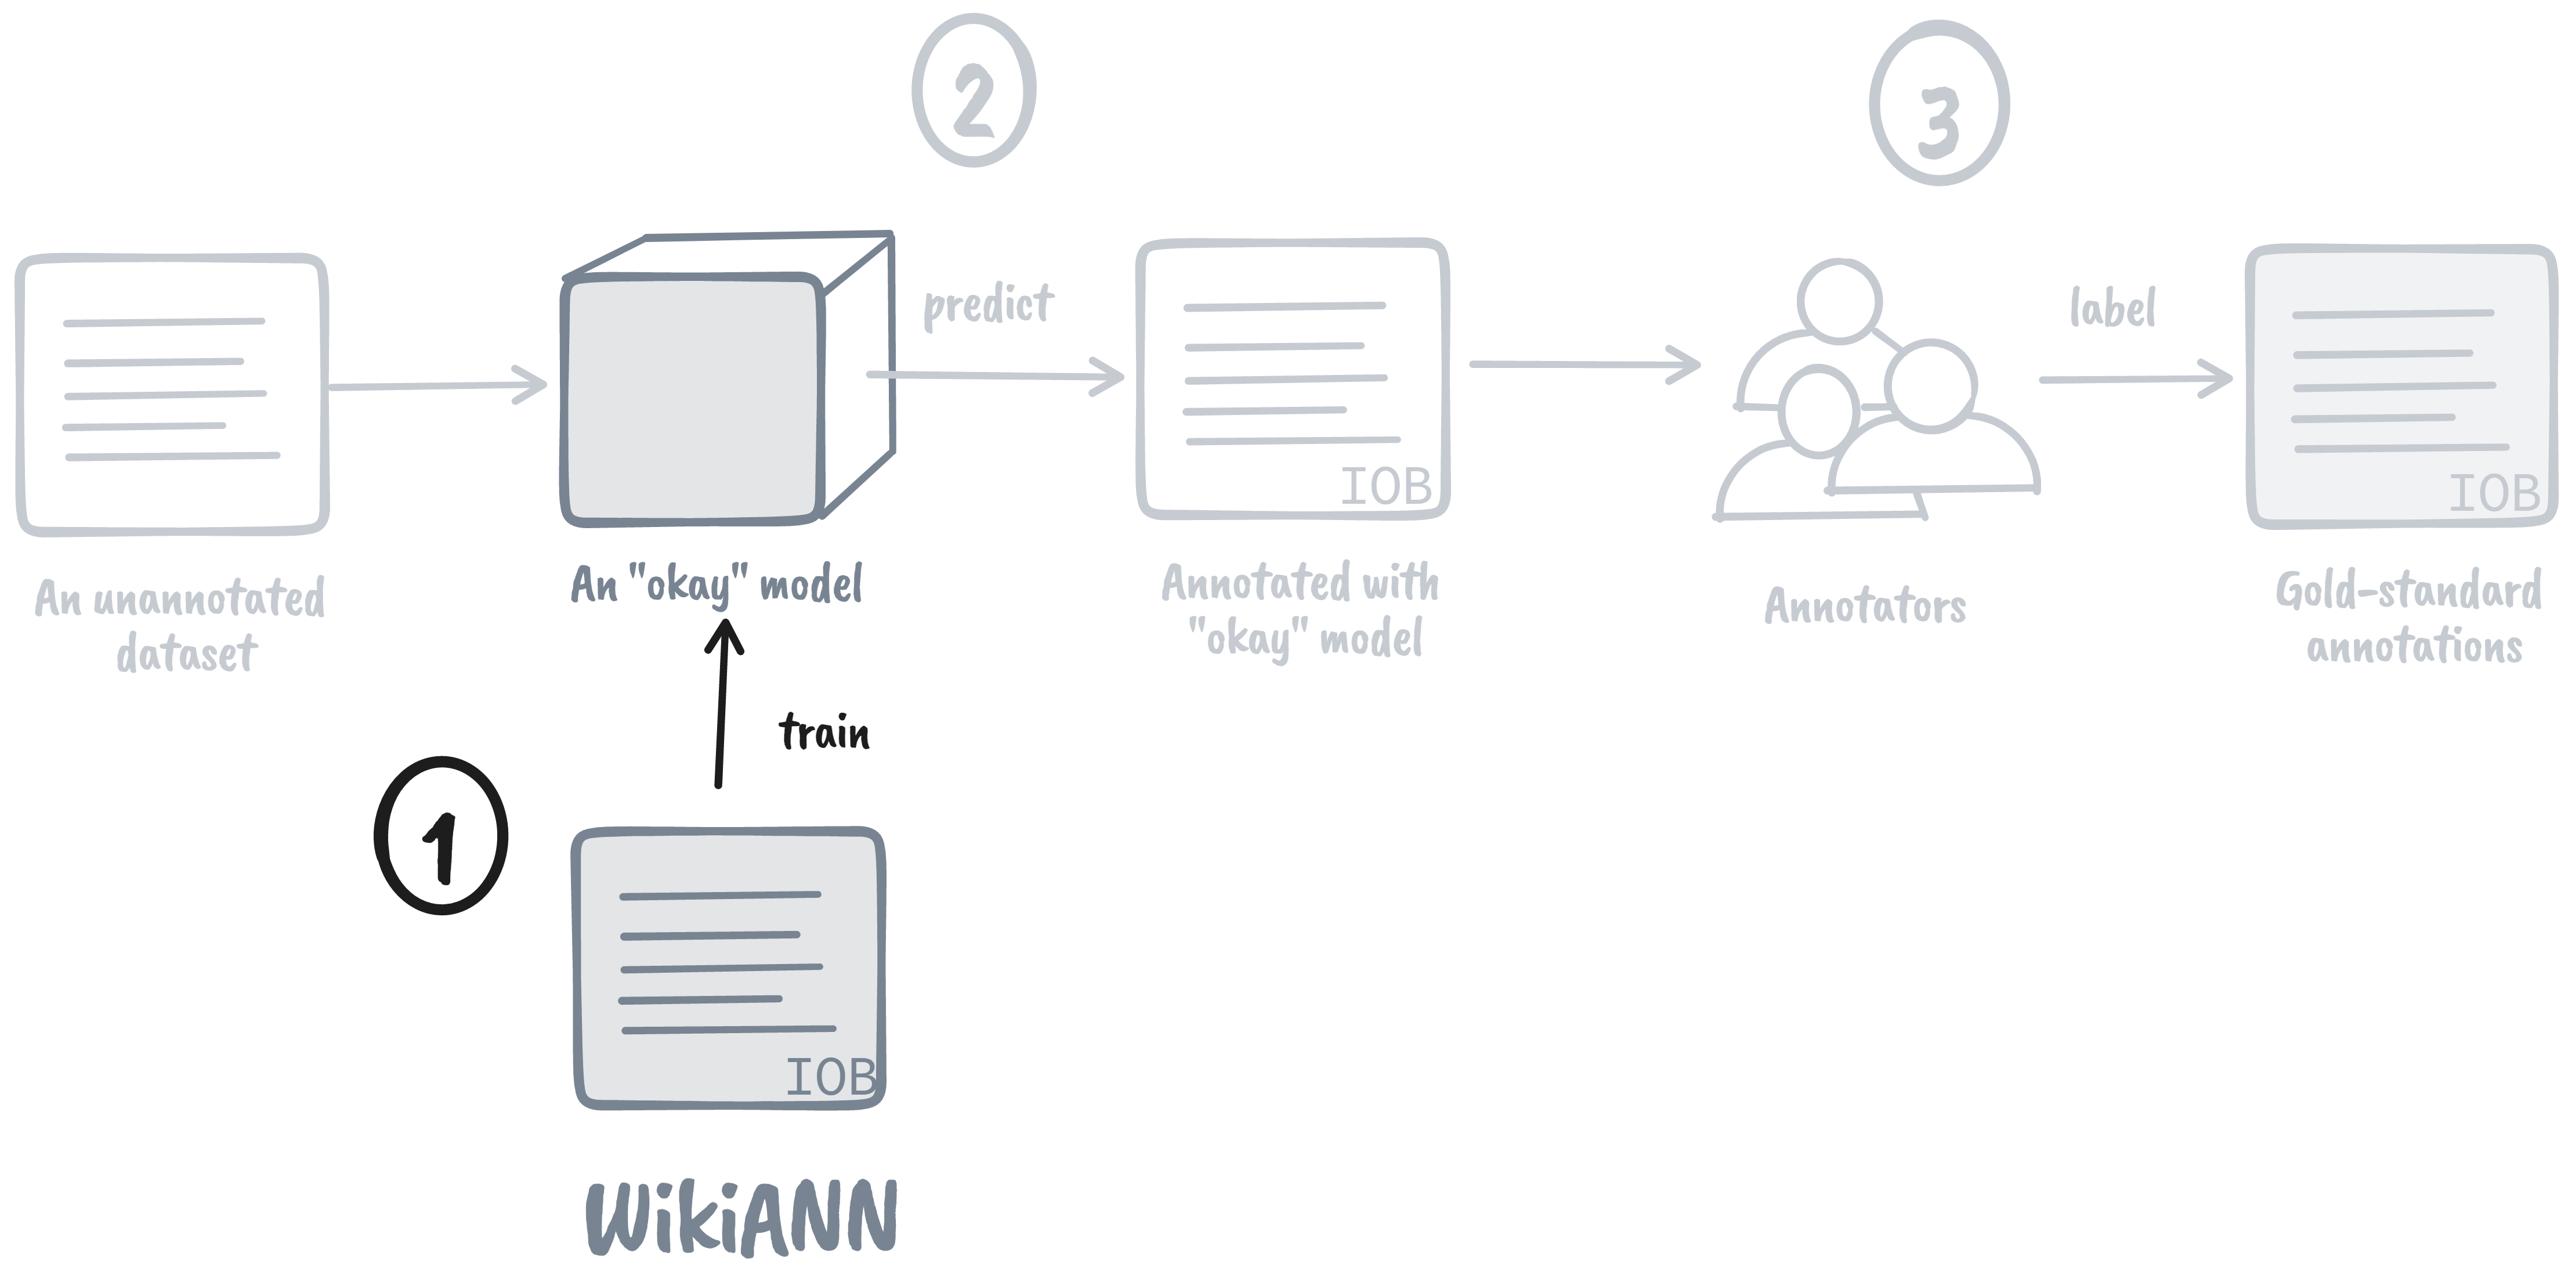 2
3
predict
label
IOB
IOB
An unannotated
dataset
An "okay" model
Annotated with
"okay" model
Annotators
Gold-standard
annotations
train
1
IOB
WikiANN